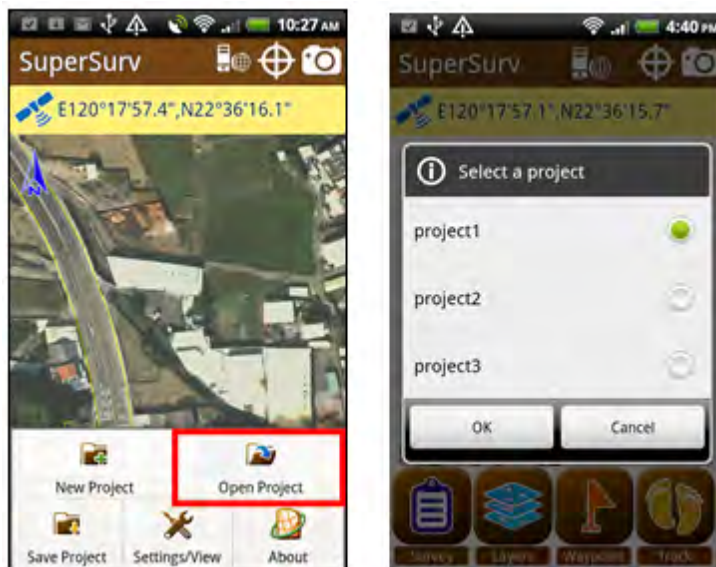 10:27 AM
SuperSurv
E120°17'57.4",N22°36'16.1"
N
New Project
Open Project
Save Project
Settings/View
About
4:40 PM
SuperSurv
E120°17'57.1",N22°36'15.7"
Select a project
project1
project2
project3
OK
Cancel
Survey
Layers
Waypoint
Track